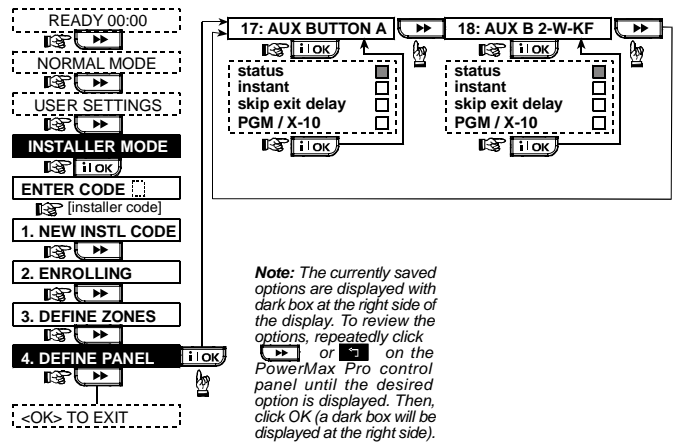 READY 00:00
NORMAL MODE
USER SETTINGS
INSTALLER MODE
i OK
ENTER CODE
[installer code]
1. NEW INSTL CODE
2. ENROLLING
3. DEFINE ZONES
4. DEFINE PANEL
i OK
<OK> TO EXIT
17: AUX BUTTON A
i OK
status
instant
skip exit delay
PGM / X-10
i OK
18: AUX B 2-W-KF
i OK
status
instant
skip exit delay
PGM / X-10
i OK
Note: The currently saved
options are displayed with
dark box at the right side of
the display. To review the
options, repeatedly click
or on the
PowerMax Pro control
panel until the desired
option is displayed. Then,
click OK (a dark box will be
displayed at the right side).